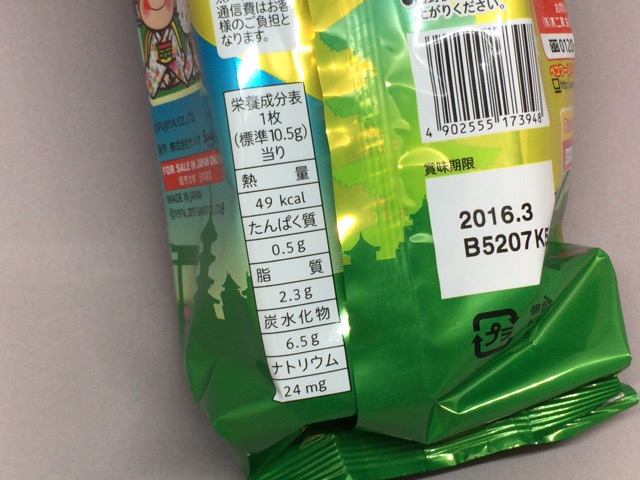 通信費はお客
様のご負担と
なります。
栄養成分表
1枚
(標準10.5g)
当り
熱 量
49 kcal
たんぱく質
0.5g
脂 質
2.3g
炭水化物
6.5g
ナトリウム
24 mg
FOR SALE IN JAPAN ONLY
MADE IN JAPAN
がりください。
4 902555 173948
賞味期限
2016.3
B5207K
プラ
0120